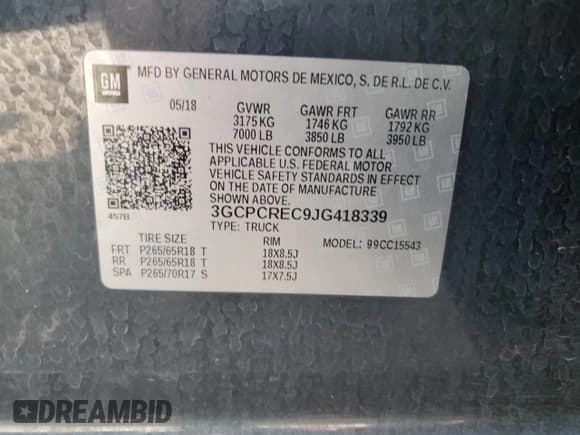 GM
MFD BY GENERAL MOTORS DE MEXICO, S. DE R.L. DE C.V.
05/18 GVWR GAWR FRT GAWR RR
3175 KG 1746 KG 1792 KG
7000 LB 3850 LB 3950 LB
THIS VEHICLE CONFORMS TO ALL
APPLICABLE U.S. FEDERAL MOTOR
VEHICLE SAFETY STANDARDS IN EFFECT
ON THE DATE OF MANUFACTURE
SHOWN ABOVE.
457B 3GCPCREC9JG418339
TYPE: TRUCK
TIRE SIZE RIM MODEL: 99CC15543
FRT P265/65R18 T 18X8.5J
RR P265/65R18 T 18X8.5J
SPA P265/70R17 S 17X7.5J
DREAMBID